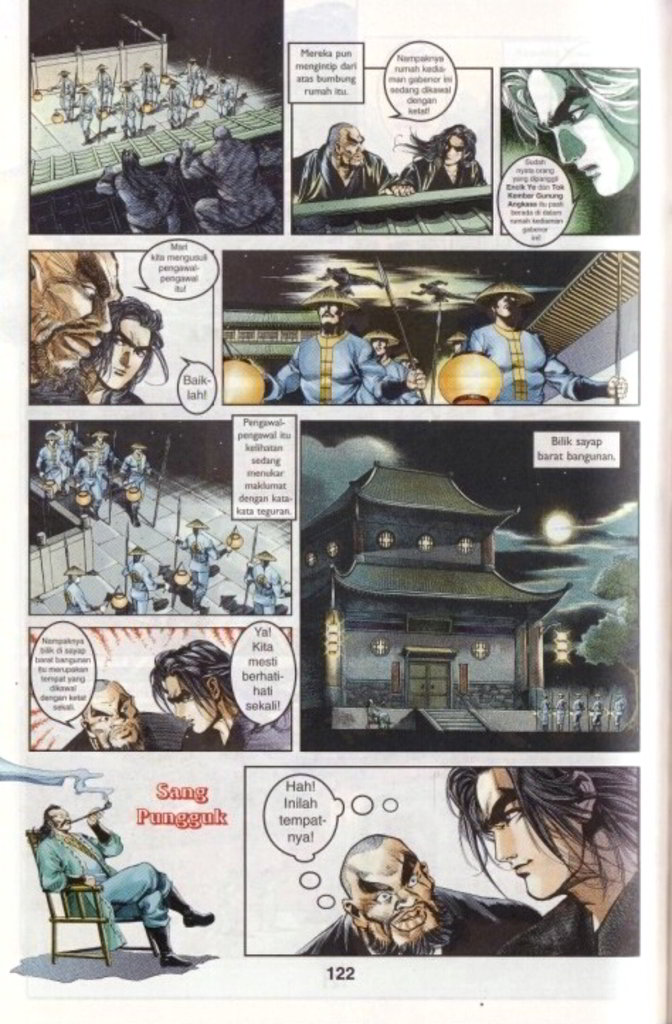 Mereka pun
mengintip dari
atas bumbung
rumah itu.
Nampaknya
rumah kedia-
man gabenor ini
sedang dikawal
dengan
ketat!
Sudah
nyata orang
yang dipanggil
Encik Ye dan Tok
Kembar Gunung
Angkasa itu pasti
berada di dalam
rumah kediaman
gabenor
ini!
Mari
kita mengusuli
pengawal-
pengawal
itu!
Baik-
lah!
Pengawal-
pengawal itu
kelihatan
sedang
menukar
maklumat
dengan kata-
kata teguran.
Bilik sayap
barat bangunan.
Nampaknya
bilik di sayap
barat bangunan
itu merupakan
tempat yang
dikawal
dengan ketat
sekali.
Ya!
Kita
mesti
berhati-
hati
sekali!
Sang
Pungguk
Hah!
Inilah
tempat-
nya!
122